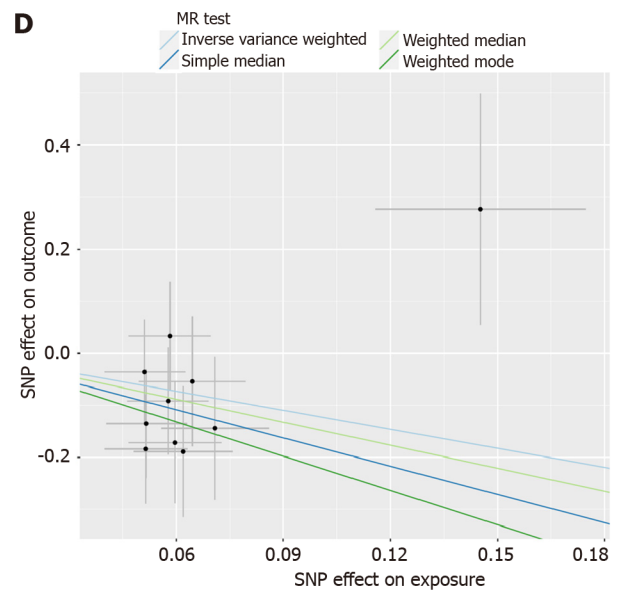 D
MR test
Inverse variance weighted
Weighted median
Simple median
Weighted mode
SNP effect on outcome
0.4
0.2
0.0
-0.2
0.06
0.09
0.12
0.15
0.18
SNP effect on exposure